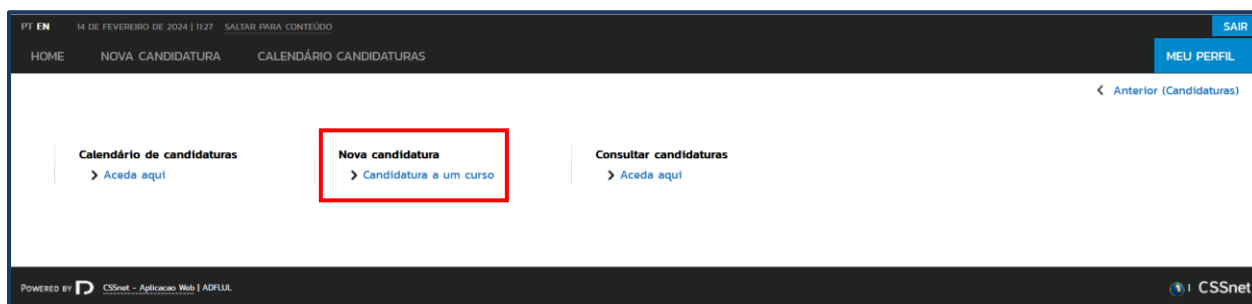 PT EN 14 DE FEVEREIRO DE 2024 | 11:27 SALTAR PARA CONTEÚDO SAIR
HOME NOVA CANDIDATURA CALENDÁRIO CANDIDATURAS MEU PERFIL
Anterior (Candidaturas)
Calendário de candidaturas Nova candidatura Consultar candidaturas
Aceda aqui Candidatura a um curso Aceda aqui
POWERED BY CSSnet - Aplicacao Web | ADFLUL CSSnet